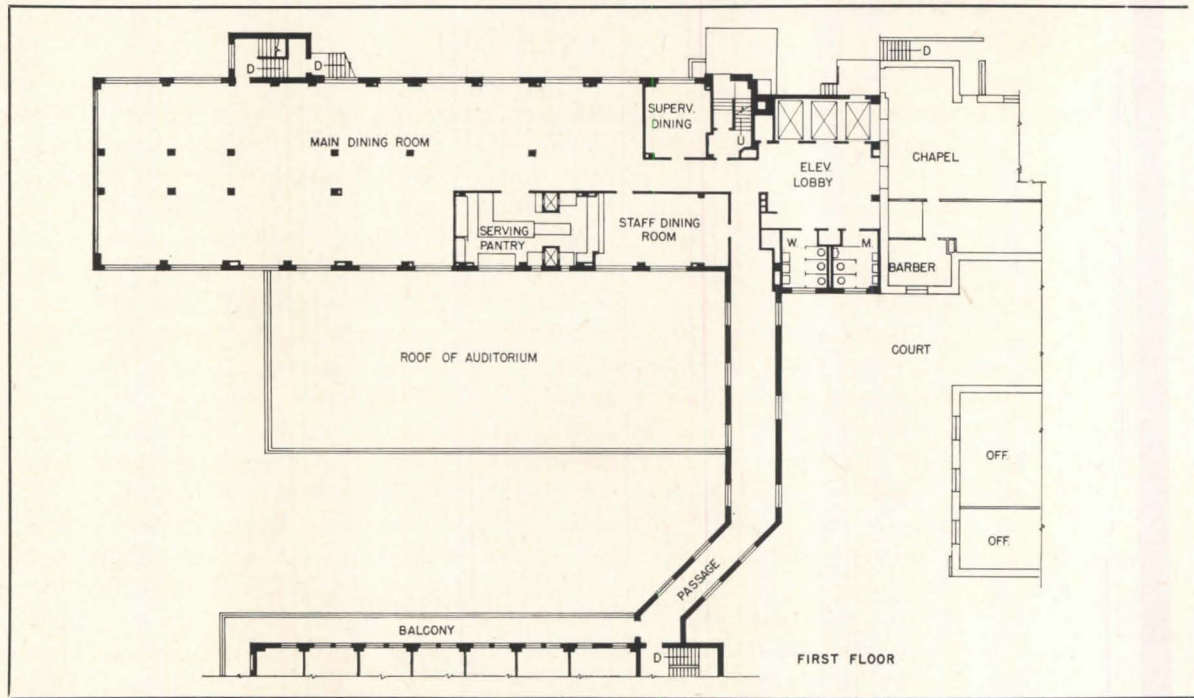 D
D
D
SUPERV.
DINING
U
MAIN DINING ROOM
ELEV.
LOBBY
CHAPEL
SERVING
PANTRY
STAFF DINING
ROOM
W.
M.
BARBER
ROOF OF AUDITORIUM
COURT
OFF.
OFF.
PASSAGE
BALCONY
D
FIRST FLOOR